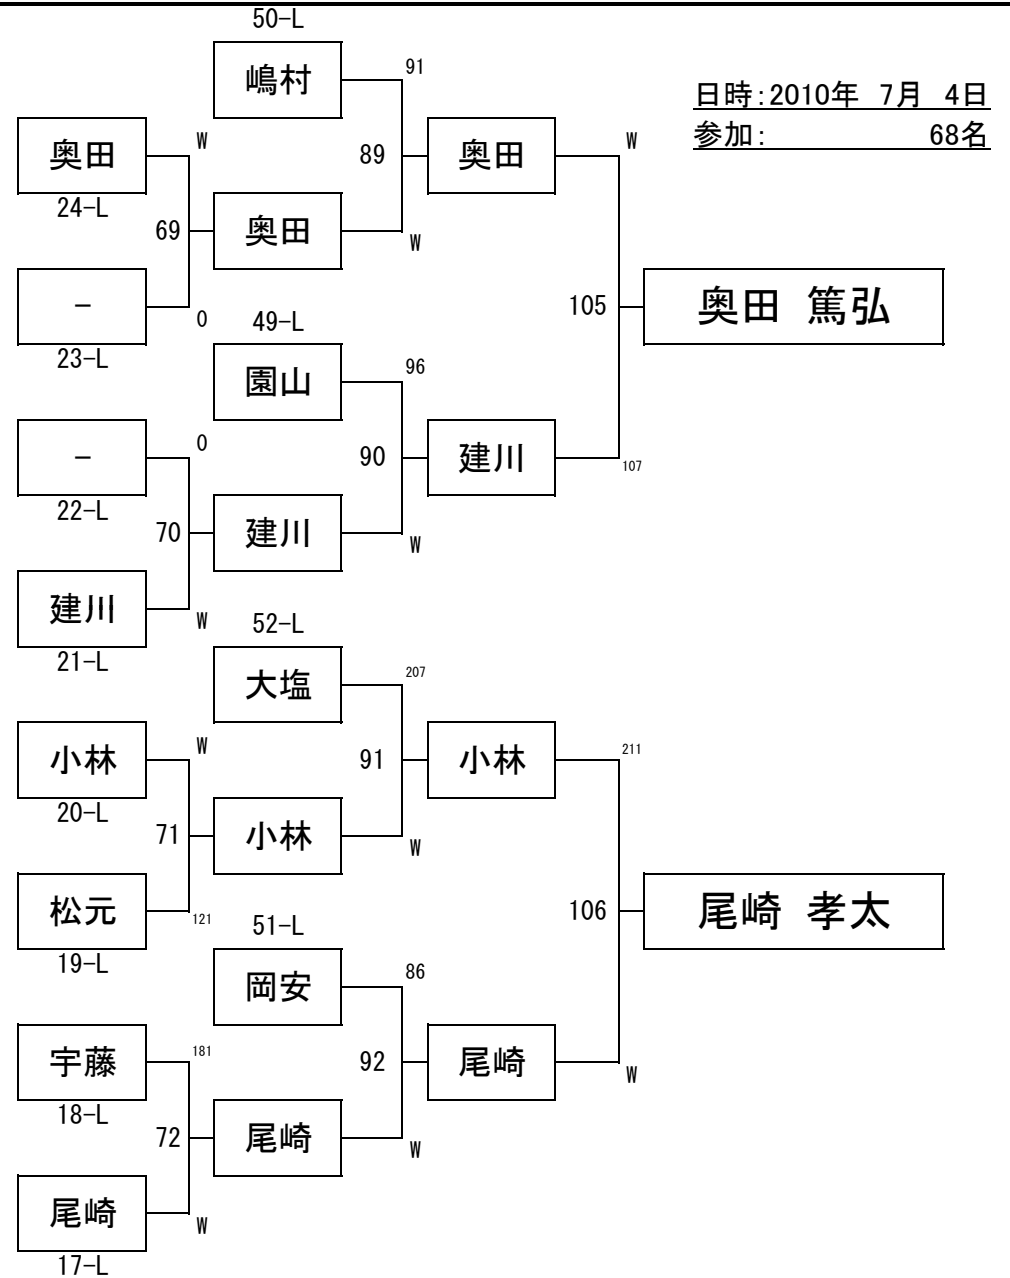 50-L
嶋村
91
日時:2010年 7月 4日
参加: 68名
奥田
W
24-L
69
奥田
89
W
奥田
W
-
0
23-L
49-L
園山
96
105
奥田 篤弘
-
0
22-L
70
建川
90
W
建川
107
建川
W
21-L
52-L
大塩
207
小林
W
20-L
71
小林
91
W
小林
211
松元
121
19-L
51-L
岡安
86
106
尾崎 孝太
宇藤
181
18-L
72
尾崎
92
W
尾崎
W
尾崎
W
17-L